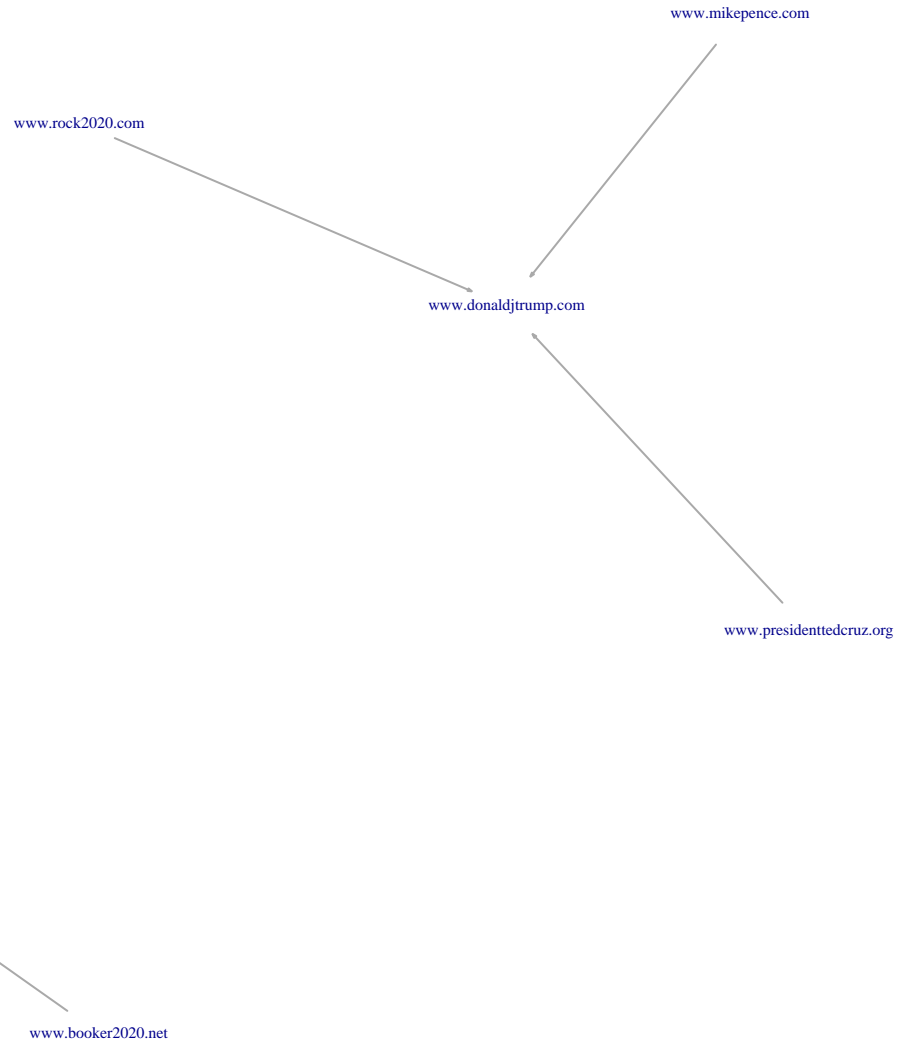 www.mikepence.com
www.rock2020.com
www.donaldjtrump.com
www.presidenttedcruz.org
www.booker2020.net